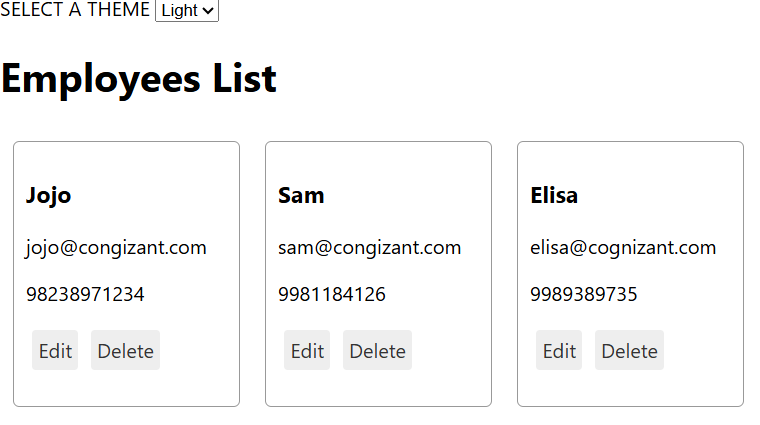 SELECT A THEME Light
Employees List
Jojo
jojo@congizant.com
98238971234
Edit Delete
Sam
sam@congizant.com
9981184126
Edit Delete
Elisa
elisa@cognizant.com
9989389735
Edit Delete